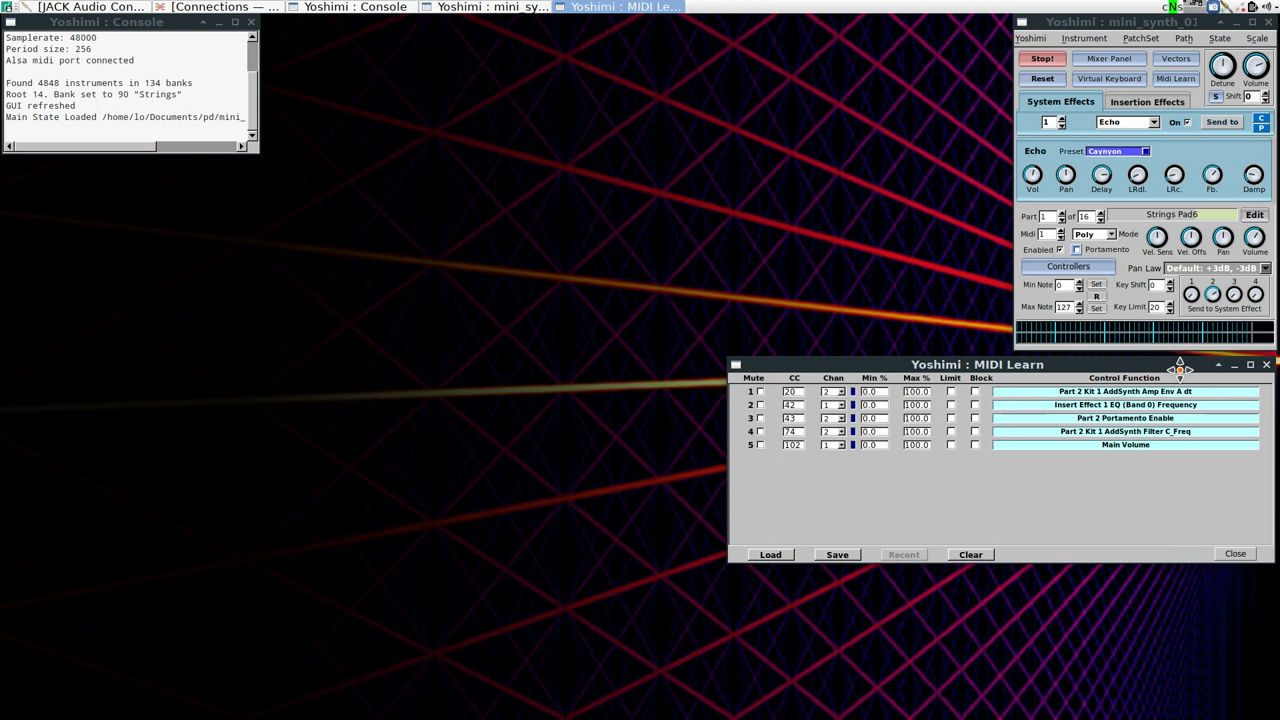 [JACK Audio Con... [Connections — ... Yoshimi : Console Yoshimi : mini_sy... Yoshimi : MIDI Le...
Yoshimi : Console
Samplerate: 48000
Period size: 256
Alsa midi port connected
Found 4848 instruments in 134 banks
Root 14. Bank set to 90 "Strings"
GUI refreshed
Main State Loaded /home/lo/Documents/pd/mini_
Yoshimi : mini_synth_01
Yoshimi Instrument PatchSet Path State Scale
Stop! Mixer Panel Vectors
Reset Virtual Keyboard Midi Learn
Detune Volume
S Shift 0
System Effects Insertion Effects
1 Echo On Send to C P
Echo Preset Caynyon
Vol Pan Delay LRdl. LRc. Fb. Damp
Part 1 of 16 Strings Pad6 Edit
Midi 1 Poly Mode
Enabled Portamento Vel. Sens Vel. Offs Pan Volume
Controllers Pan Law Default: +3dB, -3dB
Min Note 0 Set Key Shift 0 1 2 3 4
R
Max Note 127 Set Key Limit 20 Send to System Effect
Yoshimi : MIDI Learn
Mute CC Chan Min % Max % Limit Block Control Function
1 20 2 0.0 100.0 Part 2 Kit 1 AddSynth Amp Env A dt
2 42 1 0.0 100.0 Insert Effect 1 EQ (Band 0) Frequency
3 43 2 0.0 100.0 Part 2 Portamento Enable
4 74 2 0.0 100.0 Part 2 Kit 1 AddSynth Filter C_Freq
5 102 1 0.0 100.0 Main Volume
Load Save Recent Clear Close